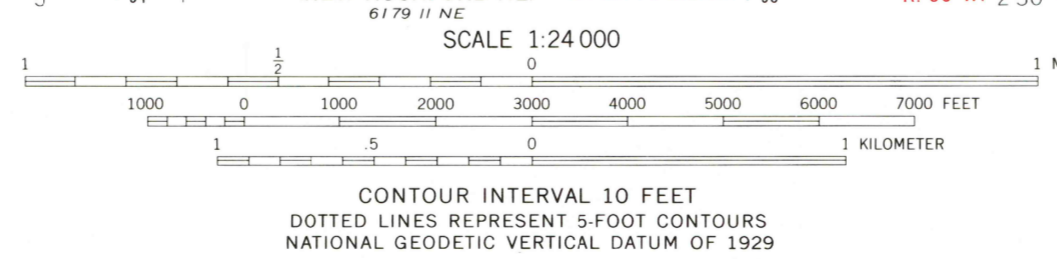 6179 II NE
SCALE 1:24 000
1 1/2 0 1
1000 0 1000 2000 3000 4000 5000 6000 7000 FEET
1 .5 0 1 KILOMETER
CONTOUR INTERVAL 10 FEET
DOTTED LINES REPRESENT 5-FOOT CONTOURS
NATIONAL GEODETIC VERTICAL DATUM OF 1929